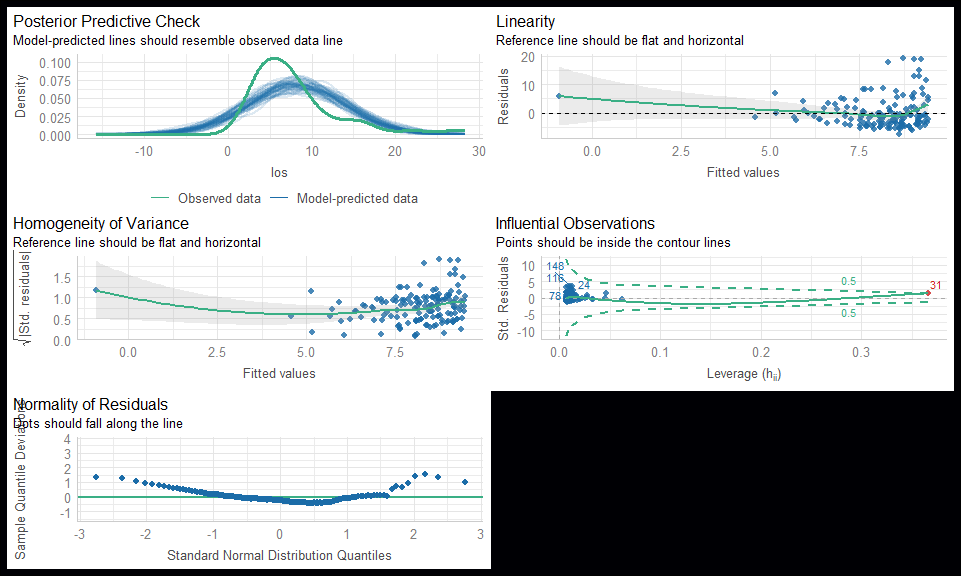 Posterior Predictive Check
Model-predicted lines should resemble observed data line
Density
0.100
0.075
0.050
0.025
0.000
-10
0
10
20
30
los
Observed data
Model-predicted data
Linearity
Reference line should be flat and horizontal
Residuals
20
10
0
0.0
2.5
5.0
7.5
Fitted values
Homogeneity of Variance
Reference line should be flat and horizontal
√|Std. residuals|
1.5
1.0
0.5
0.0
0.0
2.5
5.0
7.5
Fitted values
Influential Observations
Points should be inside the contour lines
Std. Residuals
10
5
0
-5
-10
148
116
24
78
0.5
0.5
31
0.0
0.1
0.2
0.3
Leverage (hii)
Normality of Residuals
Dots should fall along the line
Sample Quantile Deviations
4
3
2
1
0
-1
-3
-2
-1
0
1
2
3
Standard Normal Distribution Quantiles